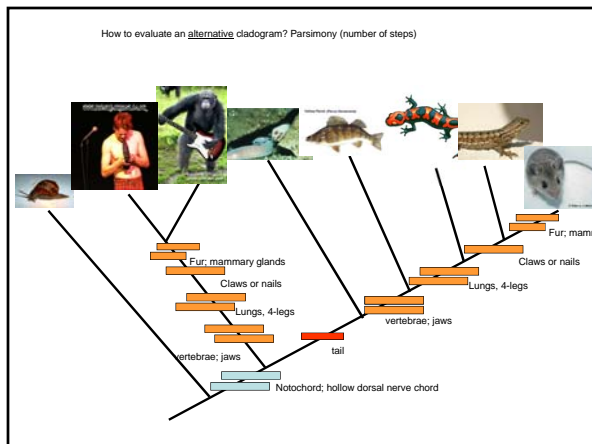 How to evaluate an alternative cladogram? Parsimony (number of steps)
Fur; mamm
Fur; mammary glands
Claws or nails
Claws or nails
Lungs, 4-legs
Lungs, 4-legs
vertebrae; jaws
vertebrae; jaws
tail
Notochord; hollow dorsal nerve chord